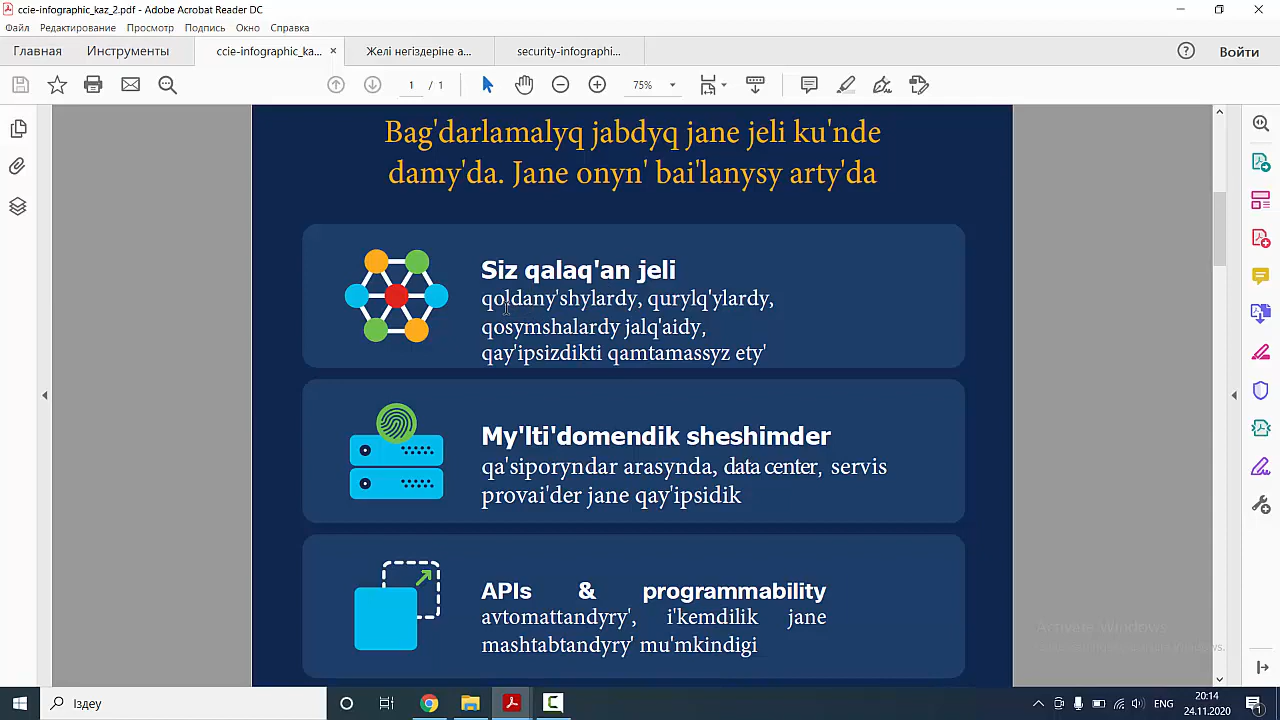 ccie-infographic_kaz_2.pdf - Adobe Acrobat Reader DC
Файл Редактирование Просмотр Подпись Окно Справка
Главная Инструменты ccie-infographic_ka... × Желі негіздеріне а... security-infographi... Войти
1 / 1 75%
Bag'darlamalyq jabdyq jane jeli ku'nde
damy'da. Jane onyn' bai'lanysy arty'da
Siz qalaq'an jeli
qoldany'shylardy, qurylq'ylardy,
qosymshalardy jalq'aidy,
qay'ipsizdikti qamtamassyz ety'
My'lti'domendik sheshimder
qa'siporyndar arasynda, data center, servis
provai'der jane qay'ipsidik
APIs & programmability
avtomattandyry', i'kemdilik jane
mashtabtandyry' mu'mkindigi
Activate Windows
Іздеу
ENG
20:14
24.11.2020